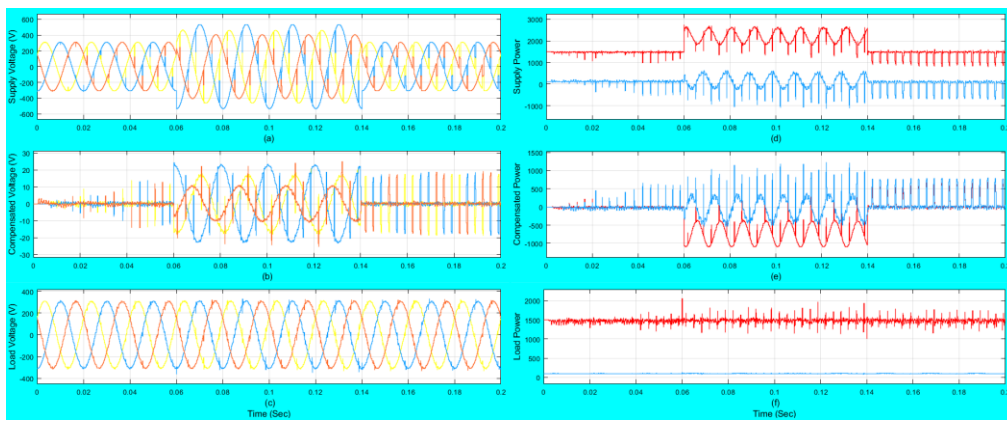 Supply Voltage (V)
600
400
200
0
-200
-400
-600
0 0.02 0.04 0.06 0.08 0.1 0.12 0.14 0.16 0.18 0.2
(a)
Compensated Voltage (V)
30
20
10
0
-10
-20
-30
0 0.02 0.04 0.06 0.08 0.1 0.12 0.14 0.16 0.18 0.2
(b)
Load Voltage (V)
400
200
0
-200
-400
0 0.02 0.04 0.06 0.08 0.1 0.12 0.14 0.16 0.18 0.2
(c)
Time (Sec)
Supply Power
3000
2000
1000
0
-1000
0 0.02 0.04 0.06 0.08 0.1 0.12 0.14 0.16 0.18 0.2
(d)
Compensated Power
1500
1000
500
0
-500
-1000
0 0.02 0.04 0.06 0.08 0.1 0.12 0.14 0.16 0.18 0.2
(e)
Load Power
2000
1500
1000
500
0
0 0.02 0.04 0.06 0.08 0.1 0.12 0.14 0.16 0.18 0.2
(f)
Time (Sec)